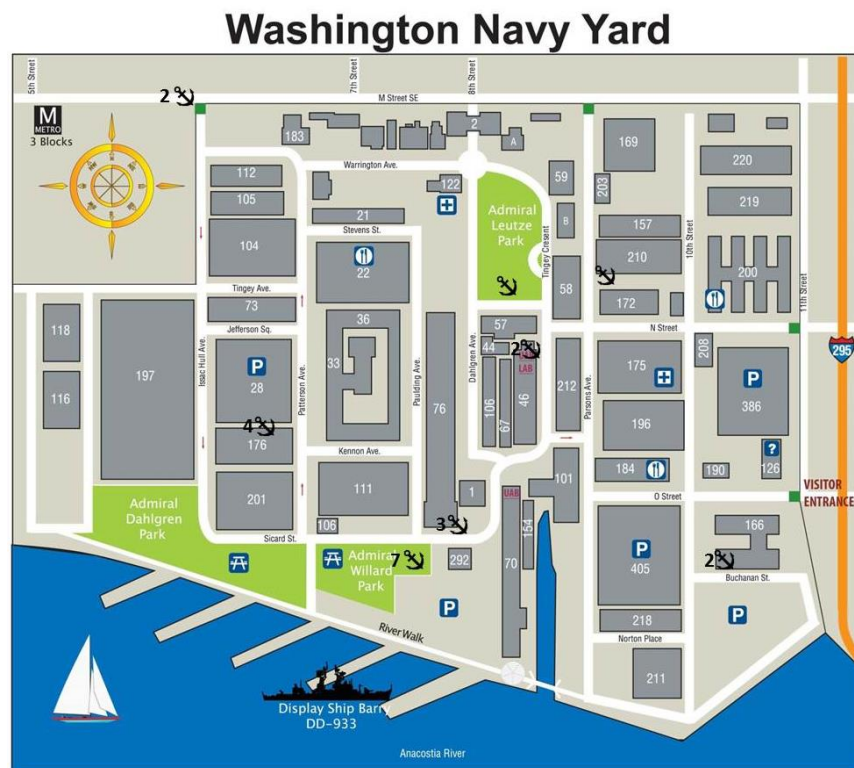 Washington Navy Yard
5th Street
7th Street
8th Street
M Street SE
2
M
METRO
3 Blocks
183
2
A
169
220
Warrington Ave.
112
122
59
203
105
21
Stevens St.
Admiral
Leutze
Park
B
157
219
104
Tingey Cresent
210
10th Street
200
11th Street
22
58
172
Tingey Ave.
73
Jefferson Sq.
57
N Street
118
36
44
2
LAB
295
197
Issac Hull Ave.
P
28
Patterson Ave.
33
Paulding Ave.
76
Dahlgren Ave.
106
67
46
212
Parsons Ave.
175
208
P
386
116
4
176
196
Kennon Ave.
184
190
?
126
201
111
1
UAB
101
O Street
VISITOR
ENTRANCE
Admiral
Dahlgren
Park
106
3
154
166
Sicard St.
Admiral
Willard
Park
7
292
70
P
405
2
Buchanan St.
P
218
P
River Walk
Norton Place
211
Display Ship Barry
DD-933
Anacostia River